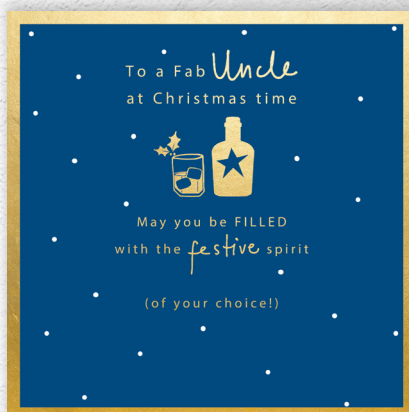 To a Fab Uncle
at Christmas time
May you be FILLED
with the festive spirit
(of your choice!)